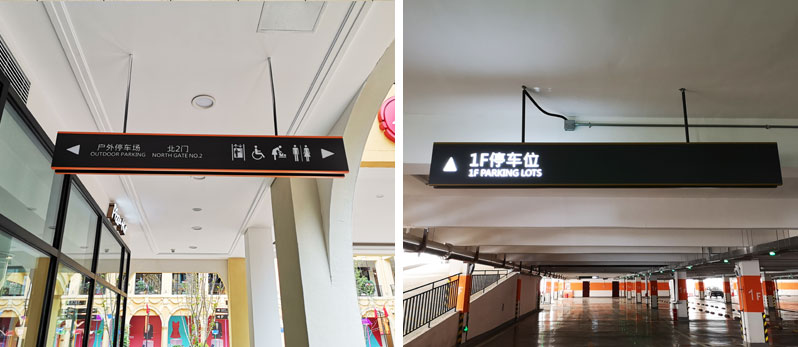 户外停车场 北2门
OUTDOOR PARKING NORTH GATE NO.2
1F停车位
1F PARKING LOTS
1F